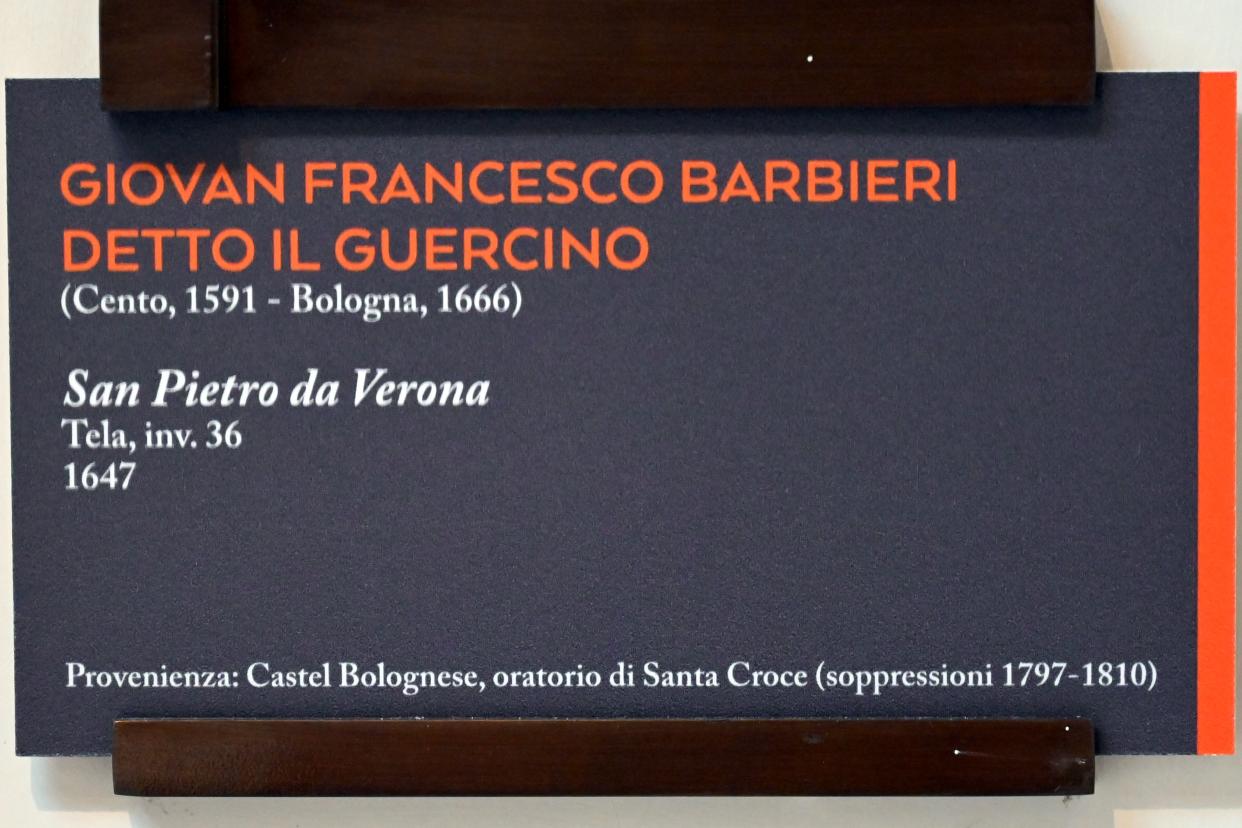 GIOVAN FRANCESCO BARBIERI
DETTO IL GUERCINO
(Cento, 1591 - Bologna, 1666)
San Pietro da Verona
Tela, inv. 36
1647
Provenienza: Castel Bolognese, oratorio di Santa Croce (soppressioni 1797-1810)